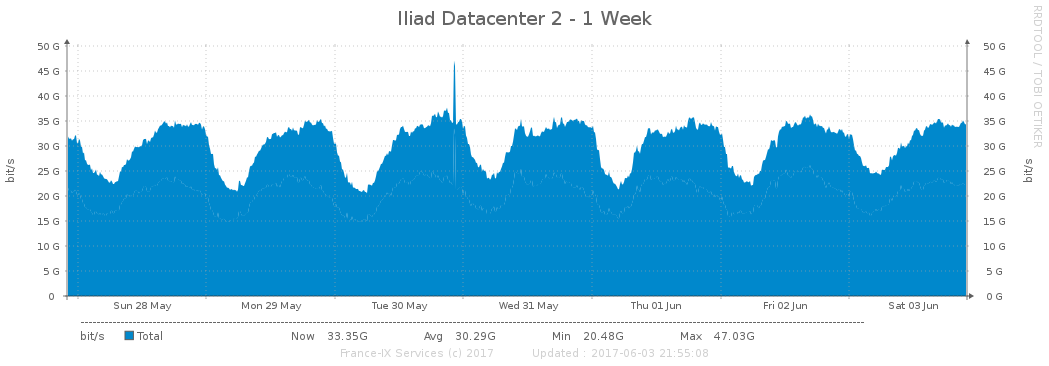 Iliad Datacenter 2 - 1 Week
RRDTOOL / TOBI OETIKER
50 G 50 G
45 G 45 G
40 G 40 G
35 G 35 G
30 G 30 G
25 G 25 G
20 G 20 G
15 G 15 G
10 G 10 G
5 G 5 G
0 0 G
bit/s bit/s
Sun 28 May Mon 29 May Tue 30 May Wed 31 May Thu 01 Jun Fri 02 Jun Sat 03 Jun
bit/s Total Now 33.35G Avg 30.29G Min 20.48G Max 47.03G
France-IX Services (c) 2017 Updated : 2017-06-03 21:55:08